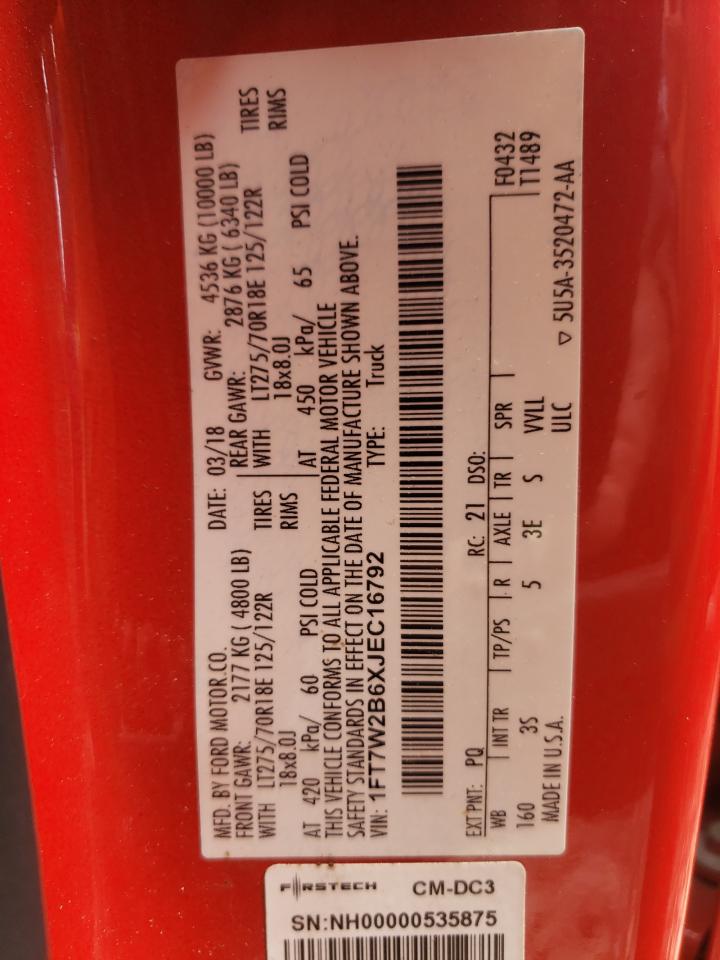 MFD. BY FORD MOTOR CO.
DATE: 03/18 GVWR: 4536 KG (10000 LB)
FRONT GAWR: 2177 KG ( 4800 LB) REAR GAWR: 2876 KG ( 6340 LB)
WITH LT275/70R18E 125/122R TIRES WITH LT275/70R18E 125/122R TIRES
18x8.0J RIMS 18x8.0J RIMS
AT 420 kPa/ 60 PSI COLD AT 450 kPa/ 65 PSI COLD
THIS VEHICLE CONFORMS TO ALL APPLICABLE FEDERAL MOTOR VEHICLE
SAFETY STANDARDS IN EFFECT ON THE DATE OF MANUFACTURE SHOWN ABOVE.
VIN: 1FT7W2B6XJEC16792 TYPE: Truck
EXT PNT: PQ RC: 21 DSO:
WB INT TR TP/PS R AXLE TR SPR F0432
160 3S 5 3E S VVLL T1489
MADE IN U.S.A. ULC ▽ 5U5A-3520472-AA
FIRSTECH CM-DC3
SN:NH00000535875